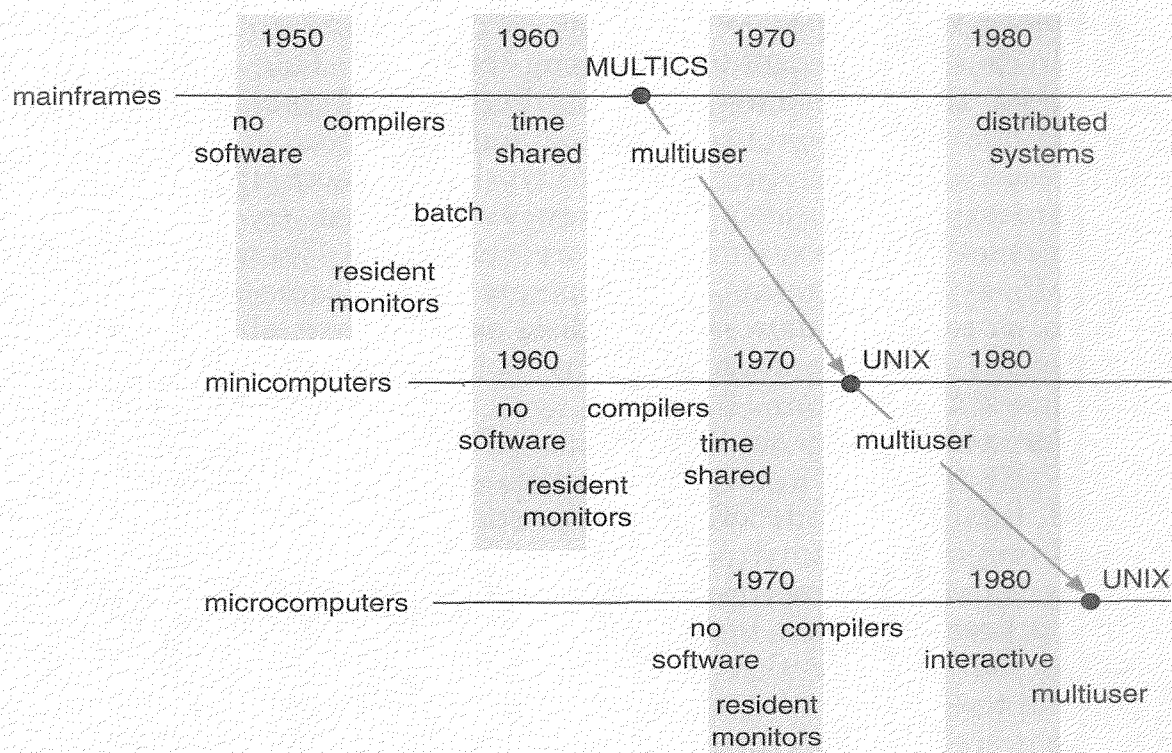 1950 1960 1970 1980
MULTICS
mainframes
no compilers time distributed
software shared multiuser systems
batch
resident
monitors
1960 1970 UNIX 1980
minicomputers
no compilers multiuser
software time
shared
resident
monitors
1970 1980 UNIX
microcomputers
no compilers
software interactive
multiuser
resident
monitors